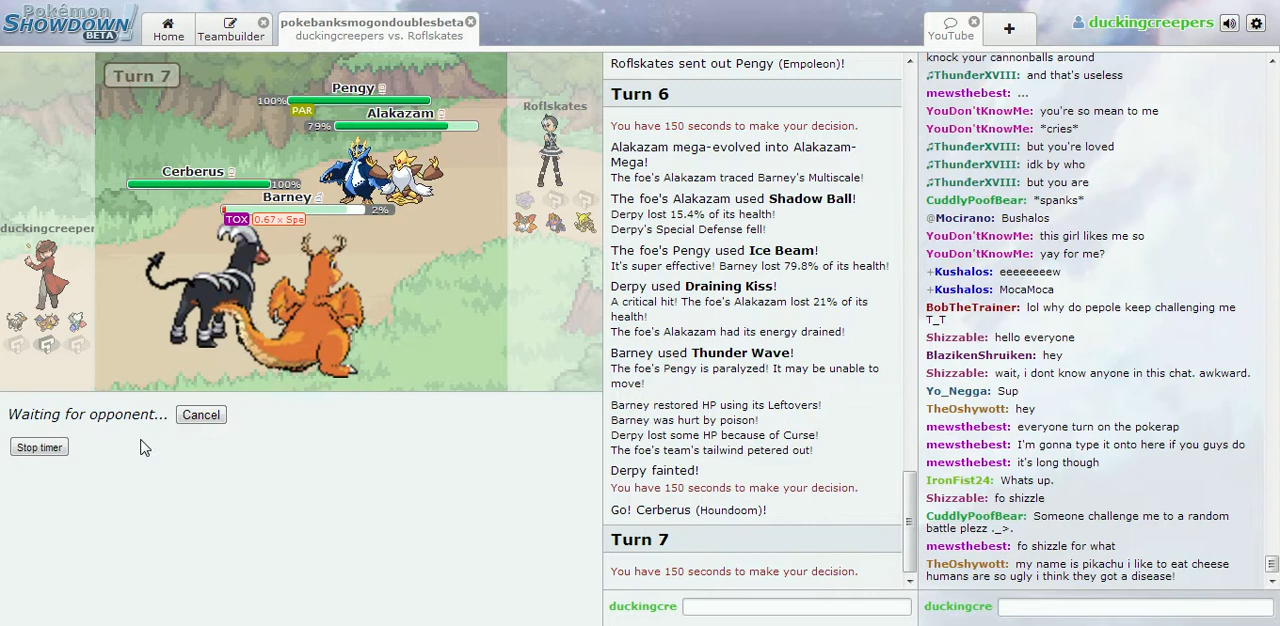 Pokémon
SHOWDOWN
BETA
Home
Teambuilder
pokebanksmogondoublesbeta
duckingcreepers vs. Roflskates
YouTube
+
duckingcreepers
Turn 7
Pengy
100%
PAR
Alakazam
79%
Roflskates
Cerberus
100%
Barney
2%
TOX 0.67× Spe
duckingcreeper
Waiting for opponent... Cancel
Stop timer
Roflskates sent out Pengy (Empoleon)!
Turn 6
You have 150 seconds to make your decision.
Alakazam mega-evolved into Alakazam-
Mega!
The foe's Alakazam traced Barney's Multiscale!
The foe's Alakazam used Shadow Ball!
Derpy lost 15.4% of its health!
Derpy's Special Defense fell!
The foe's Pengy used Ice Beam!
It's super effective! Barney lost 79.8% of its health!
Derpy used Draining Kiss!
A critical hit! The foe's Alakazam lost 21% of its
health!
The foe's Alakazam had its energy drained!
Barney used Thunder Wave!
The foe's Pengy is paralyzed! It may be unable to
move!
Barney restored HP using its Leftovers!
Barney was hurt by poison!
Derpy lost some HP because of Curse!
The foe's team's tailwind petered out!
Derpy fainted!
You have 150 seconds to make your decision.
Go! Cerberus (Houndoom)!
Turn 7
You have 150 seconds to make your decision.
duckingcre
knock your cannonballs around
♫ThunderXVIII: and that's useless
mewsthebest: ...
YouDon'tKnowMe: you're so mean to me
YouDon'tKnowMe: *cries*
♫ThunderXVIII: but you're loved
♫ThunderXVIII: idk by who
♫ThunderXVIII: but you are
CuddlyPoofBear: *spanks*
@Mocirano: Bushalos
YouDon'tKnowMe: this girl likes me so
YouDon'tKnowMe: yay for me?
+Kushalos: eeeeeeeew
+Kushalos: MocaMoca
BobTheTrainer: lol why do pepole keep challenging me
T_T
Shizzable: hello everyone
BlazikenShruiken: hey
Shizzable: wait, i dont know anyone in this chat. awkward.
Yo_Negga: Sup
TheOshywott: hey
mewsthebest: everyone turn on the pokerap
mewsthebest: I'm gonna type it onto here if you guys do
mewsthebest: it's long though
IronFist24: Whats up.
Shizzable: fo shizzle
CuddlyPoofBear: Someone challenge me to a random
battle plezz ._>.
mewsthebest: fo shizzle for what
TheOshywott: my name is pikachu i like to eat cheese
humans are so ugly i think they got a disease!
duckingcre